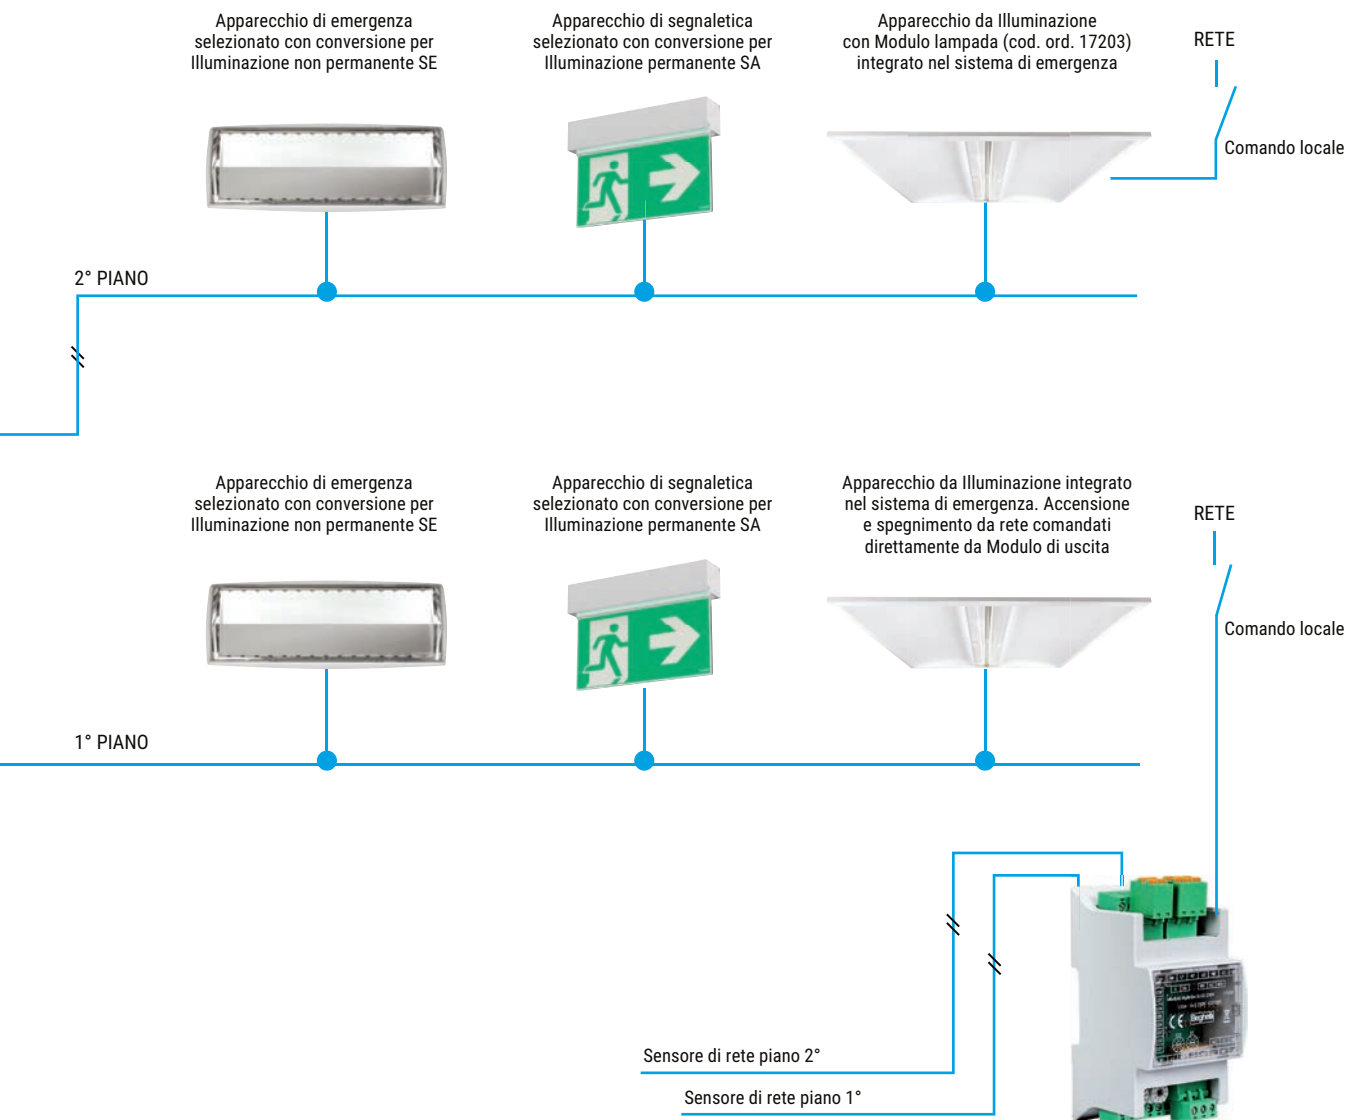 Apparecchio di emergenza
selezionato con conversione per
Illuminazione non permanente SE
Apparecchio di segnaletica
selezionato con conversione per
Illuminazione permanente SA
Apparecchio da Illuminazione
con Modulo lampada (cod. ord. 17203)
integrato nel sistema di emergenza
RETE
Comando locale
2° PIANO
Apparecchio di emergenza
selezionato con conversione per
Illuminazione non permanente SE
Apparecchio di segnaletica
selezionato con conversione per
Illuminazione permanente SA
Apparecchio da Illuminazione integrato
nel sistema di emergenza. Accensione
e spegnimento da rete comandati
direttamente da Modulo di uscita
RETE
Comando locale
1° PIANO
CE Beghelli
Sensore di rete piano 2°
Sensore di rete piano 1°